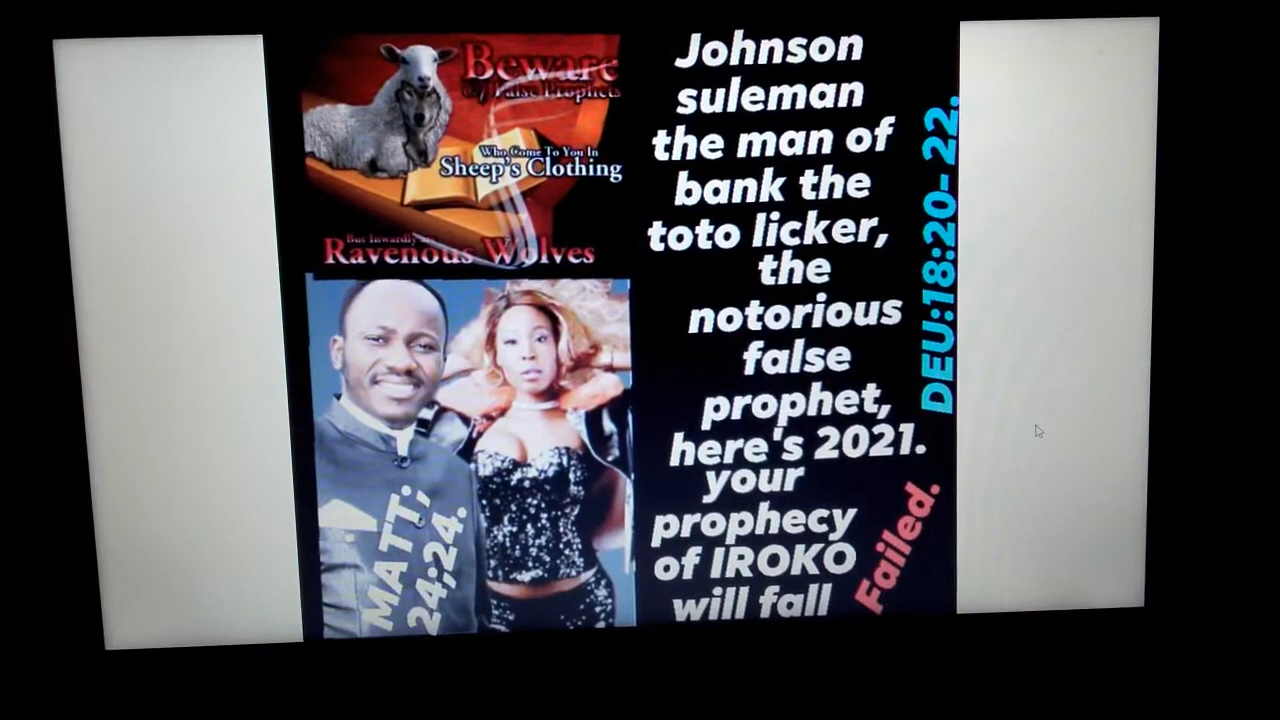 Beware
of False Prophets
Who Come To You In
Sheep's Clothing
But Inwardly are
Ravenous Wolves
MATT;
24;24.
Johnson
suleman
the man of
bank the
toto licker,
the
notorious
false
prophet,
here's 2021.
your
prophecy
of IROKO
will fall
Failed.
DEU:18:20- 22.